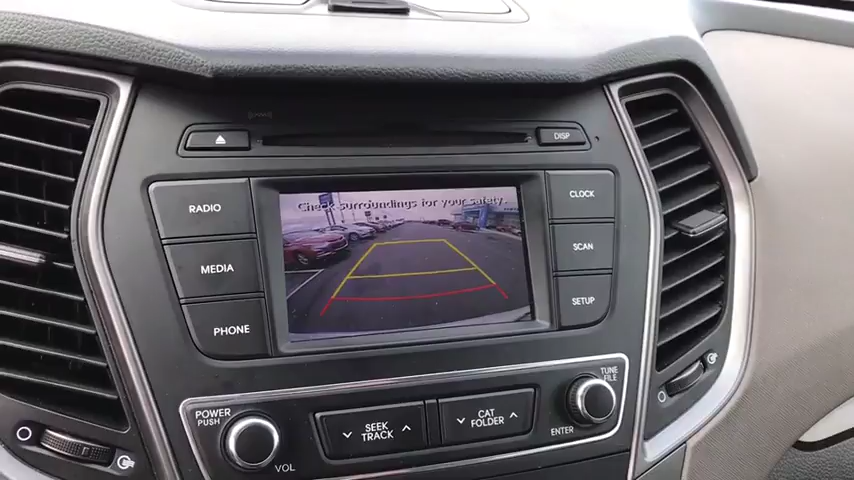 DISP
Check surroundings for your safety.
RADIO
CLOCK
MEDIA
SCAN
PHONE
SETUP
POWER
PUSH
VOL
SEEK
TRACK
CAT
FOLDER
TUNE
FILE
ENTER